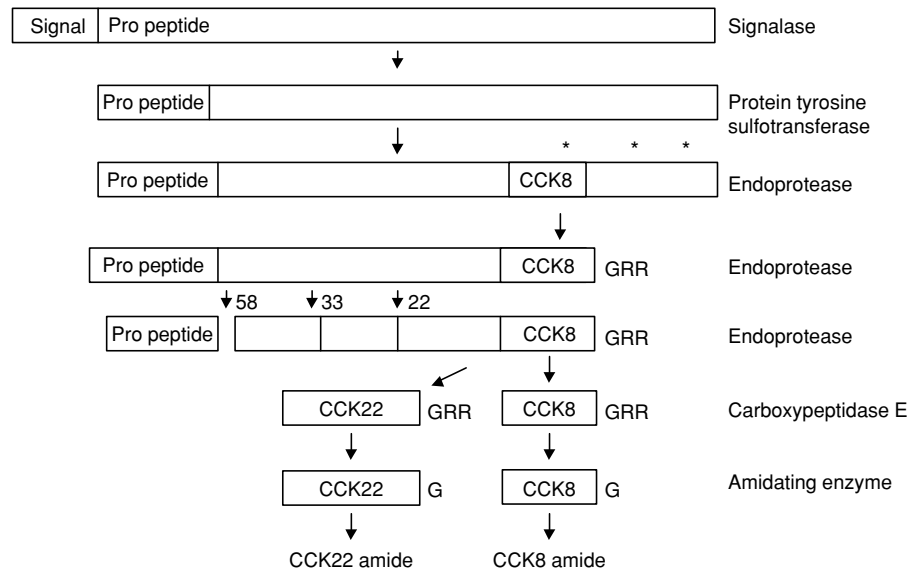 Signal Pro peptide Signalase
Pro peptide Protein tyrosine
sulfotransferase
* * *
Pro peptide CCK8 Endoprotease
Pro peptide CCK8 GRR Endoprotease
58 33 22
Pro peptide CCK8 GRR Endoprotease
CCK22 GRR CCK8 GRR Carboxypeptidase E
CCK22 G CCK8 G Amidating enzyme
CCK22 amide CCK8 amide